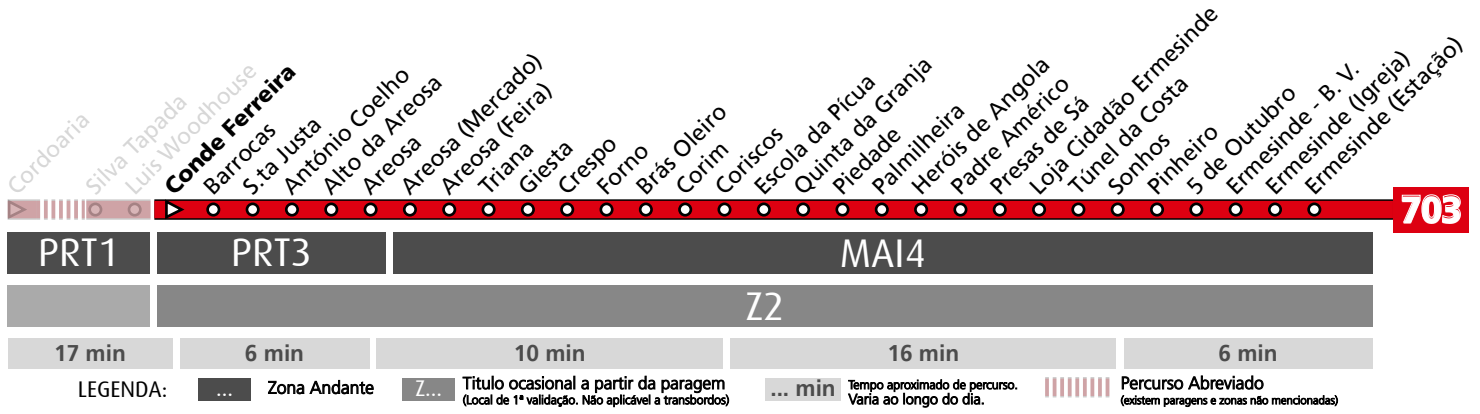 Cordoaria
Silva Tapada
Luis Woodhouse
Conde Ferreira
Barrocas
S.ta Justa
António Coelho
Alto da Areosa
Areosa
Areosa (Mercado)
Areosa (Feira)
Triana
Giesta
Crespo
Forno
Brás Oleiro
Corim
Coriscos
Escola da Pícua
Quinta da Granja
Piedade
Palmilheira
Heróis de Angola
Padre Américo
Presas de Sá
Loja Cidadão Ermesinde
Túnel da Costa
Sonhos
Pinheiro
5 de Outubro
Ermesinde - B. V.
Ermesinde (Igreja)
Ermesinde (Estação)
703
PRT1 PRT3 MAI4
Z2
17 min 6 min 10 min 16 min 6 min
LEGENDA:
... Zona Andante
Z... Titulo ocasional a partir da paragem
(Local de 1ª validação. Não aplicável a transbordos)
... min Tempo aproximado de percurso.
Varia ao longo do dia.
Percurso Abreviado
(existem paragens e zonas não mencionadas)